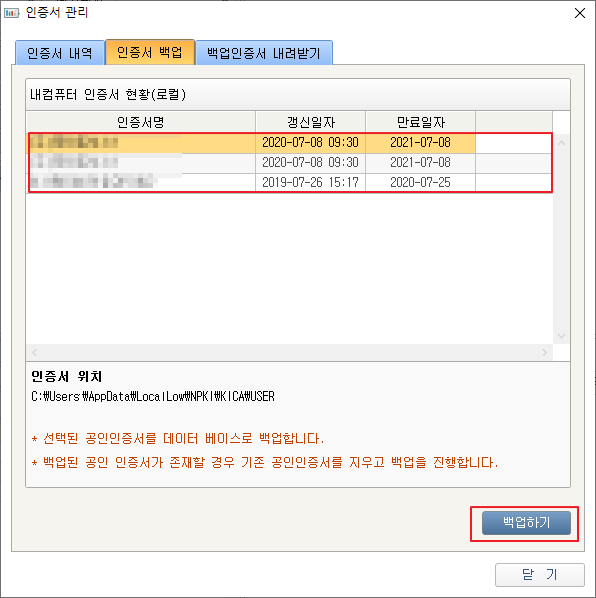 인증서 관리
인증서 내역 인증서 백업 백업인증서 내려받기
내컴퓨터 인증서 현황(로컬)
인증서명 갱신일자 만료일자
2020-07-08 09:30 2021-07-08
2020-07-08 09:30 2021-07-08
2019-07-26 15:17 2020-07-25
인증서 위치
C:\Users\AppData\LocalLow\NPKI\KICA\USER
* 선택된 공인인증서를 데이터 베이스로 백업합니다.
* 백업된 공인 인증서가 존재할 경우 기존 공인인증서를 지우고 백업을 진행합니다.
백업하기
닫 기